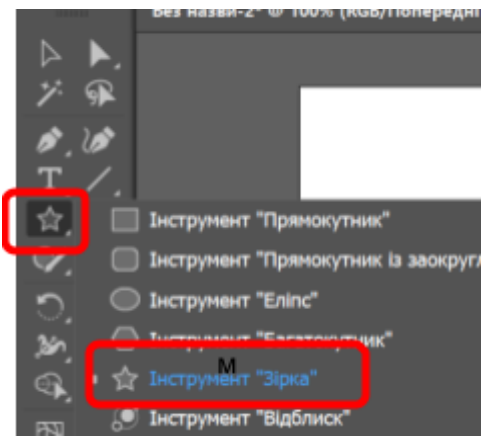 Без назви-2* @ 100% (RGB/Попередні
Інструмент "Прямокутник"
Інструмент "Прямокутник із заокругл
Інструмент "Еліпс"
Інструмент "Багатокутник"
М
Інструмент "Зірка"
Інструмент "Відблиск"